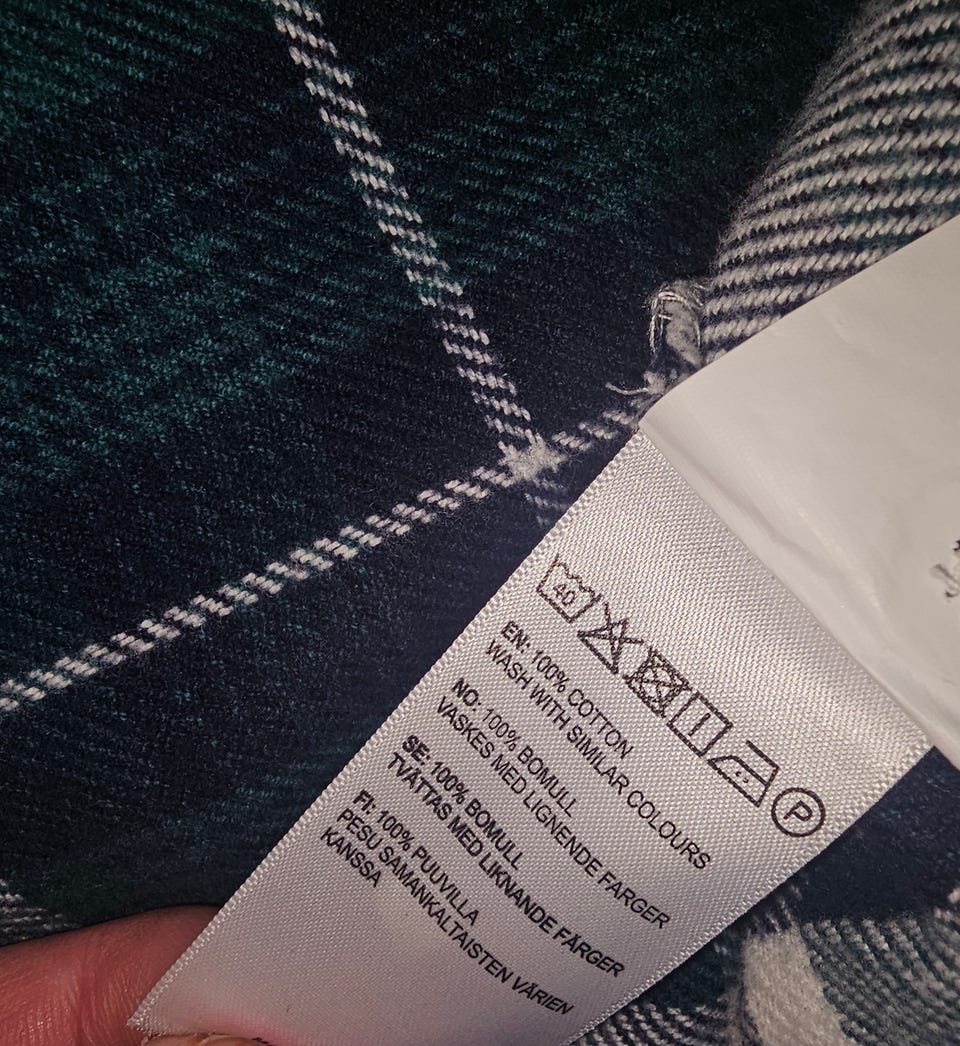 40 P
EN: 100% COTTON
WASH WITH SIMILAR COLOURS
NO: 100% BOMULL
VASKES MED LIGNENDE FARGER
SE: 100% BOMULL
TVÄTTAS MED LIKNANDE FÄRGER
FI: 100% PUUVILLA
PESU SAMANKALTAISTEN VÄRIEN
KANSSA